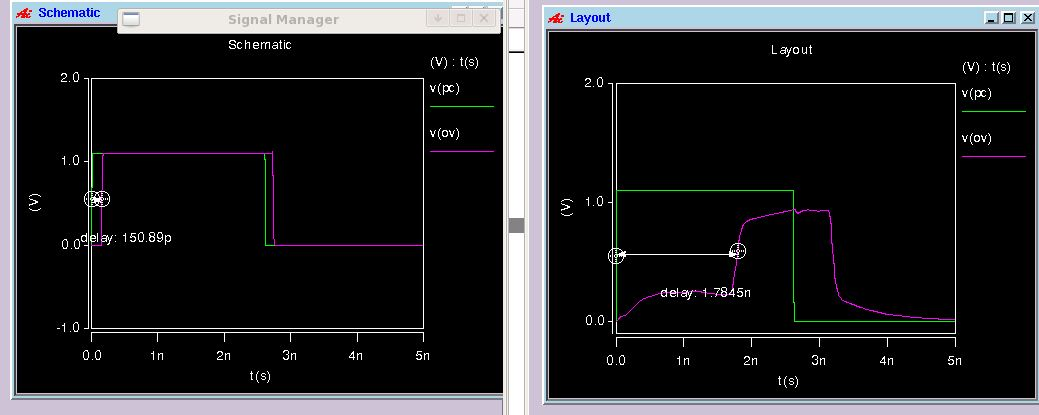 Schematic
Signal Manager
Schematic
(V) : t(s)
v(pc)
v(ov)
2.0
1.0
0.0
-1.0
(V)
delay: 150.89p
0.0 1n 2n 3n 4n 5n
t(s)
Layout
Layout
(V) : t(s)
v(pc)
v(ov)
2.0
1.0
0.0
(V)
delay: 1.7845n
0.0 1n 2n 3n 4n 5n
t(s)